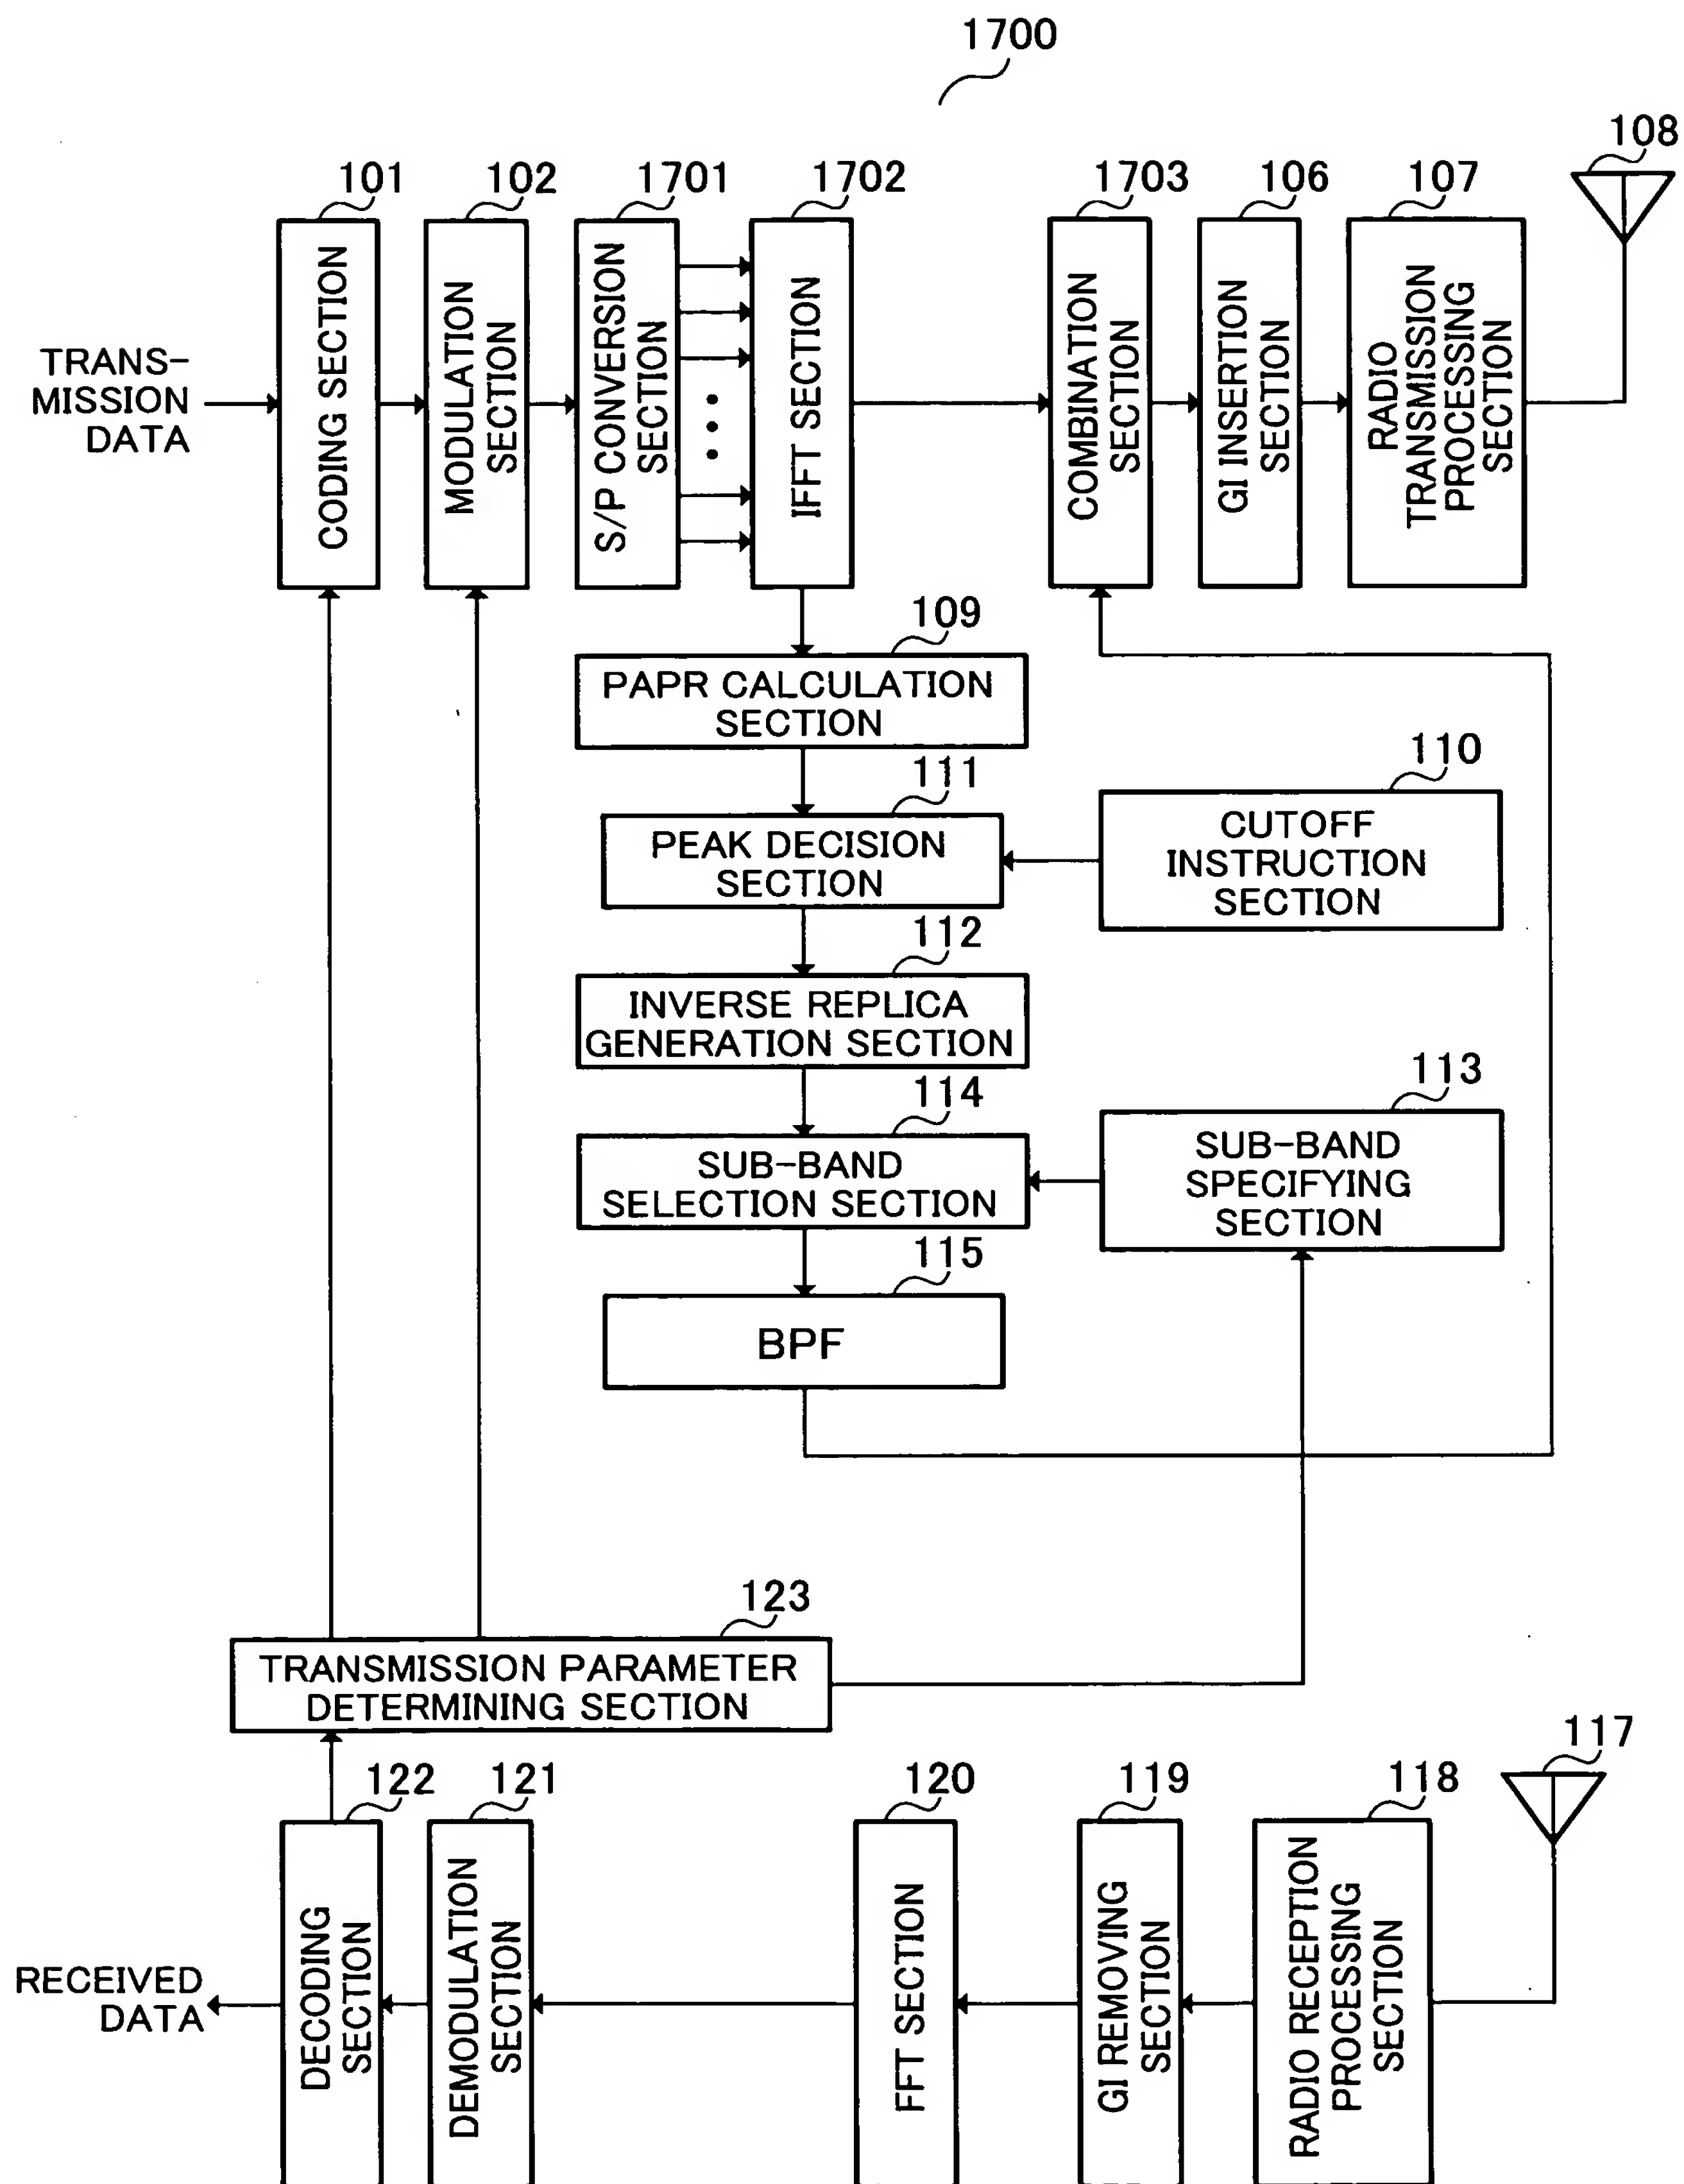 1700
108
101
102
1701
1702
1703
106
107
TRANS-
MISSION
DATA
CODING SECTION
MODULATION
SECTION
S/P CONVERSION
SECTION
IFFT SECTION
COMBINATION
SECTION
GI INSERTION
SECTION
RADIO
TRANSMISSION
PROCESSING
SECTION
109
PAPR CALCULATION
SECTION
111
PEAK DECISION
SECTION
110
CUTOFF
INSTRUCTION
SECTION
112
INVERSE REPLICA
GENERATION SECTION
114
SUB-BAND
SELECTION SECTION
113
SUB-BAND
SPECIFYING
SECTION
115
BPF
123
TRANSMISSION PARAMETER
DETERMINING SECTION
117
122
121
120
119
118
RECEIVED
DATA
DECODING
SECTION
DEMODULATION
SECTION
FFT SECTION
GI REMOVING
SECTION
RADIO RECEPTION
PROCESSING
SECTION